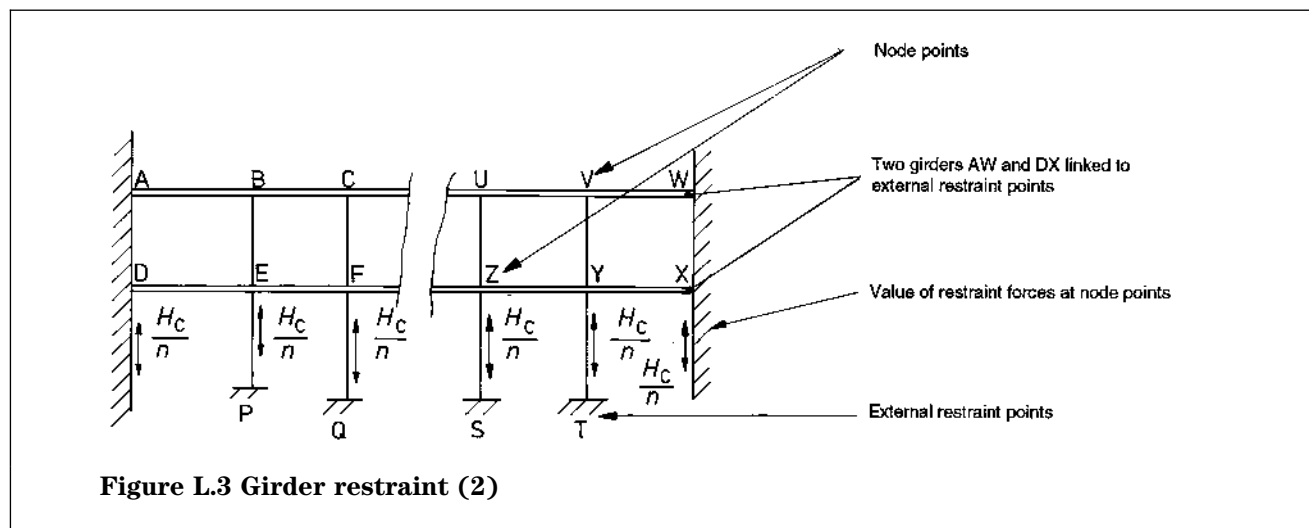 Node points
A B C U V W
Two girders AW and DX linked to
external restraint points
D E F Z Y X
Value of restraint forces at node points
H_C/n H_C/n H_C/n H_C/n H_C/n H_C/n
P Q S T
External restraint points
Figure L.3 Girder restraint (2)